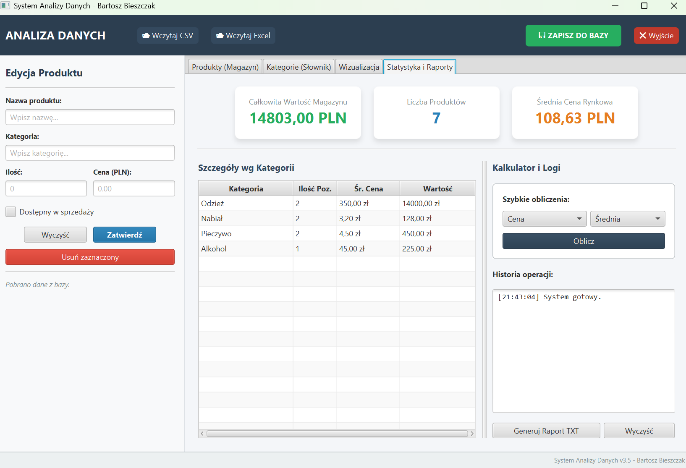 System Analizy Danych - Bartosz Bieszczak
ANALIZA DANYCH
Wczytaj CSV
Wczytaj Excel
ZAPISZ DO BAZY
Wyjście
Edycja Produktu
Nazwa produktu:
Wpisz nazwę...
Kategoria:
Wpisz kategorię...
Ilość: Cena (PLN):
0 0.00
Dostępny w sprzedaży
Wyczyść Zatwierdź
Usuń zaznaczony
Pobrano dane z bazy.
Produkty (Magazyn) Kategorie (Słownik) Wizualizacja Statystyka i Raporty
Całkowita Wartość Magazynu
14803,00 PLN
Liczba Produktów
7
Średnia Cena Rynkowa
108,63 PLN
Szczegóły wg Kategorii
Kategoria Ilość Poz. Śr. Cena Wartość
Odzież 2 350,00 zł 14000,00 zł
Nabiał 2 3,20 zł 128,00 zł
Pieczywo 2 4,50 zł 450,00 zł
Alkohol 1 45,00 zł 225,00 zł
Kalkulator i Logi
Szybkie obliczenia:
Cena Średnia
Oblicz
Historia operacji:
[21:43:04] System gotowy.
Generuj Raport TXT Wyczyść
System Analizy Danych v3.5 - Bartosz Bieszczak